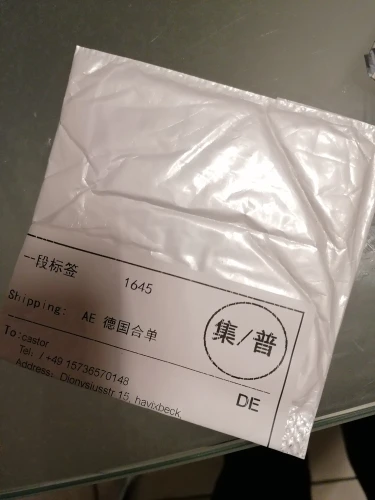 一段标签
1645
Shipping: AE 德国合单
集/普
To:castor
Tel: / +49 15736570148
DE
Address: Dionysiusstr.15, havixbeck,